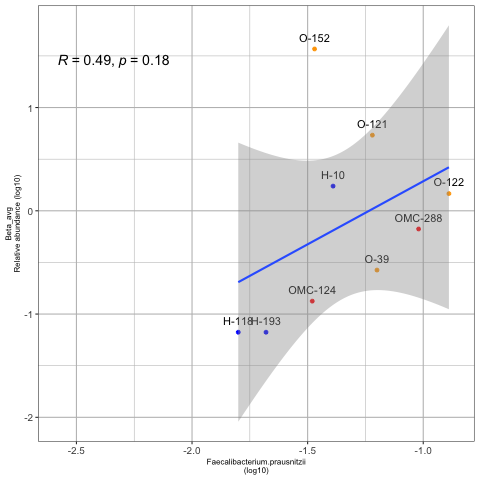 R = 0.49, p = 0.18
O-152
O-121
H-10
O-122
OMC-288
O-39
OMC-124
H-118
H-193
1
0
-1
-2
Beta_avg
Relative abundance (log10)
-2.5
-2.0
-1.5
-1.0
Faecalibacterium.prausnitzii
(log10)